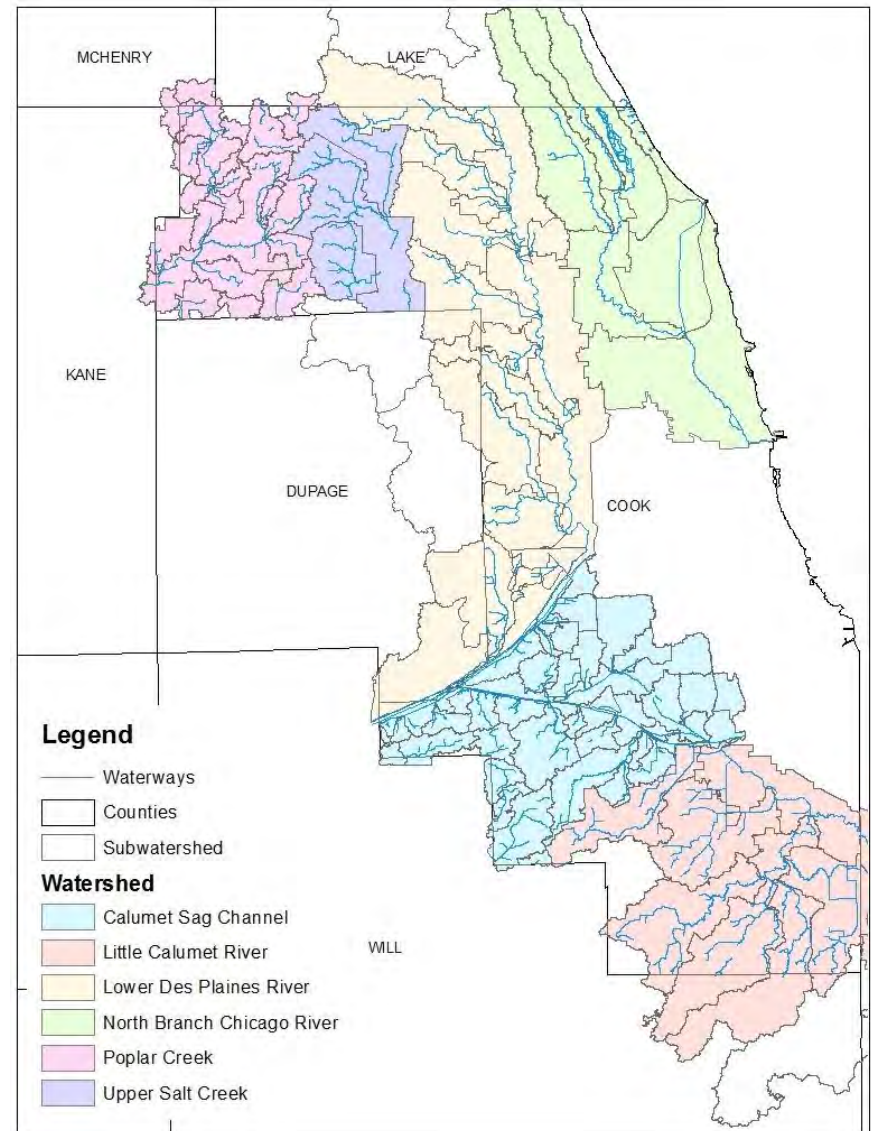 MCHENRY
LAKE
KANE
DUPAGE
COOK
WILL
Legend
Waterways
Counties
Subwatershed
Watershed
Calumet Sag Channel
Little Calumet River
Lower Des Plaines River
North Branch Chicago River
Poplar Creek
Upper Salt Creek